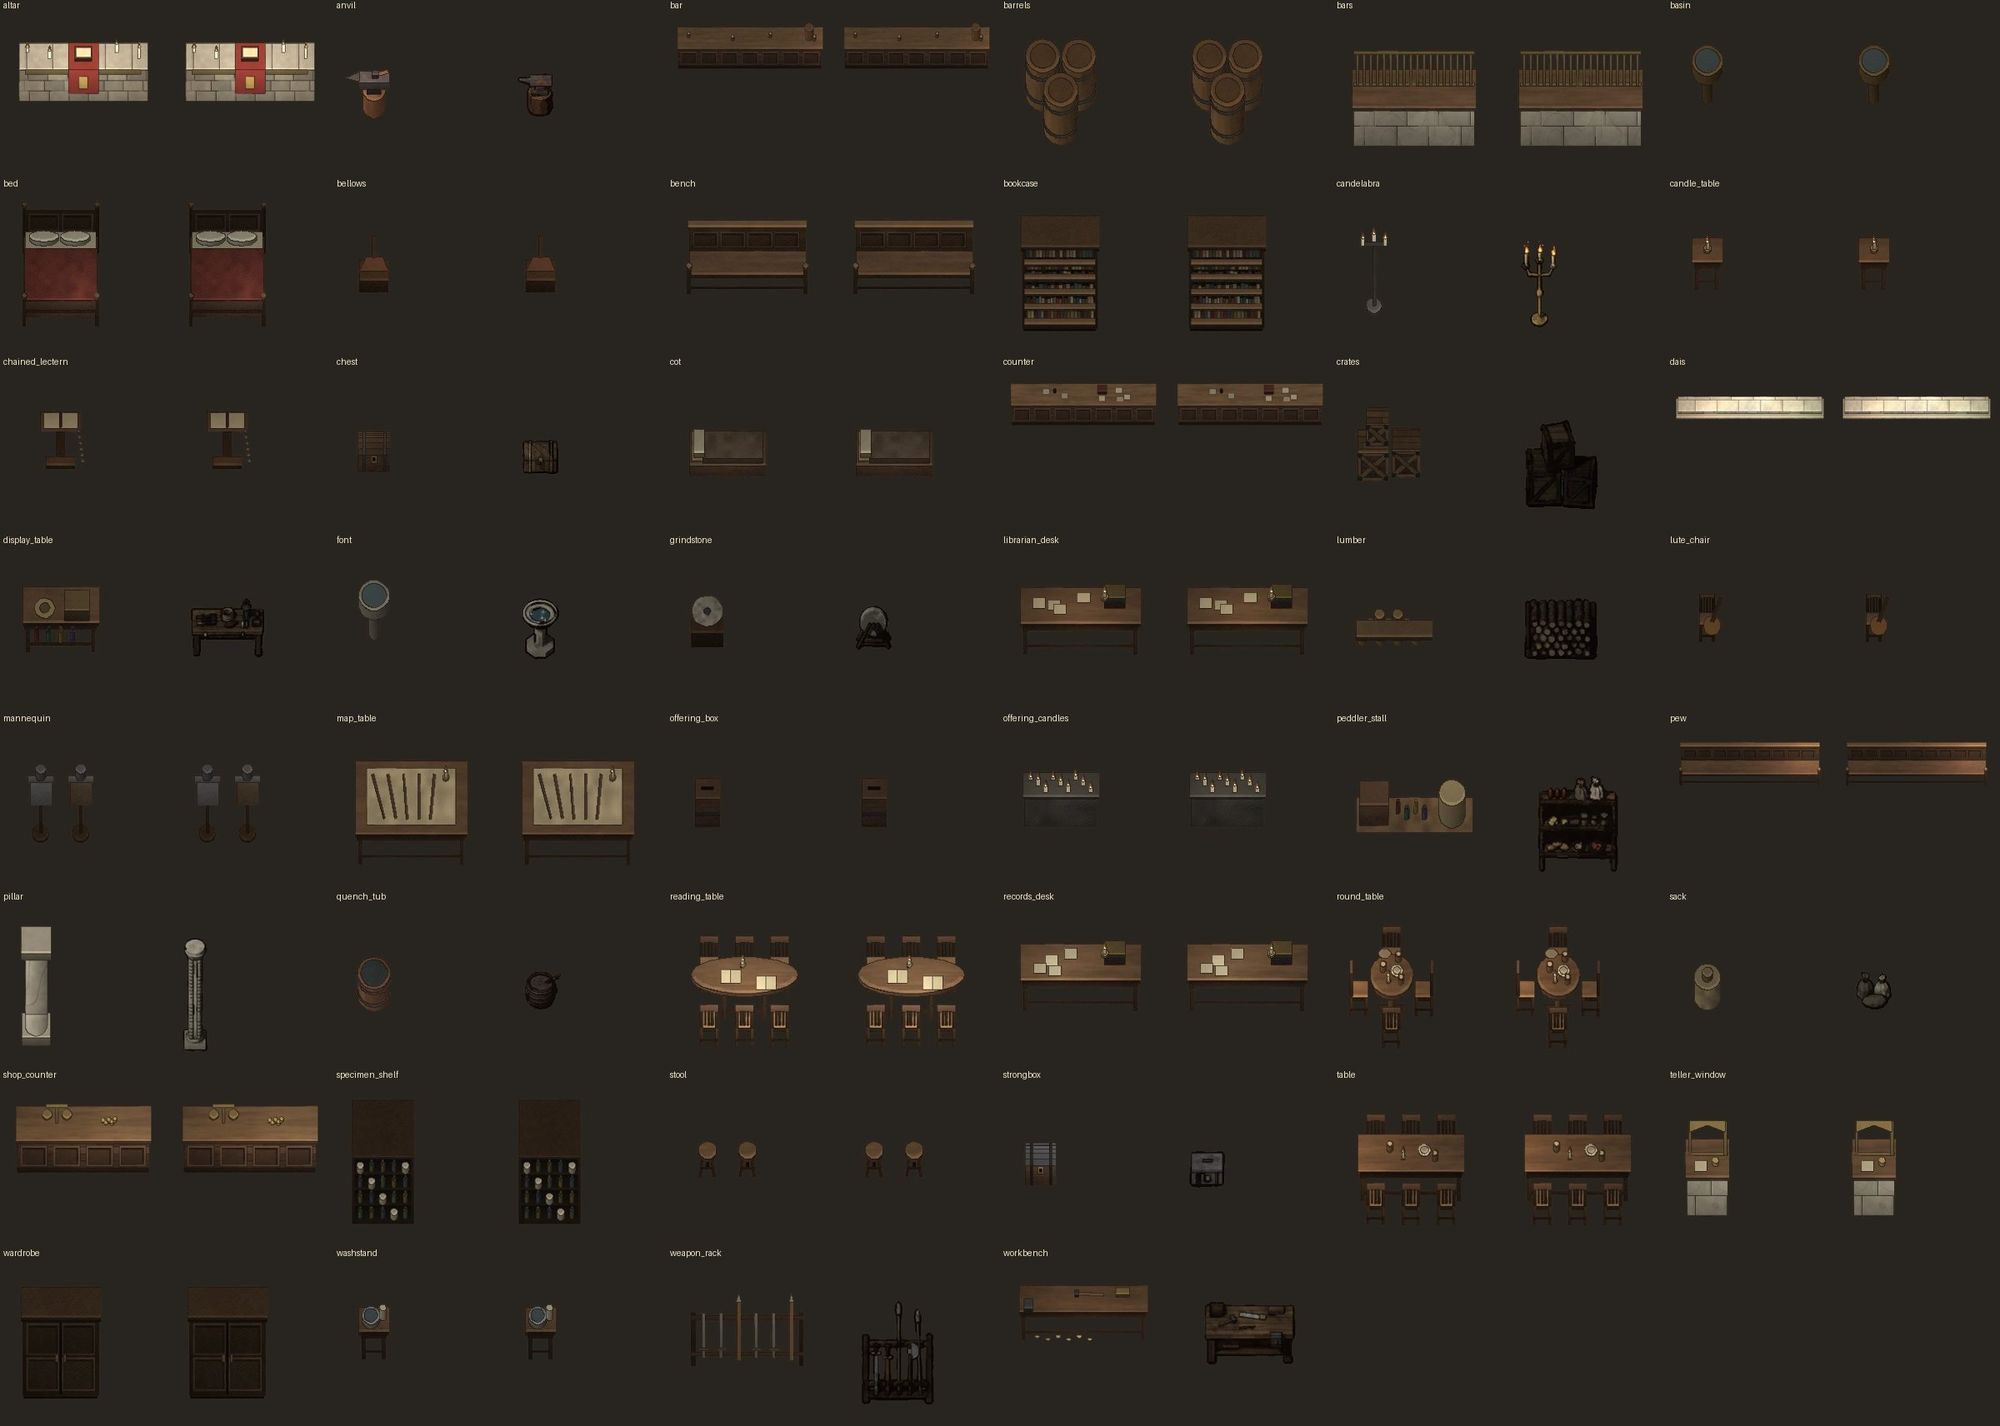 altar anvil bar barrels bars basin
bed bellows bench bookcase candelabra candle_table
chained_lectern chest cot counter crates dais
display_table font grindstone librarian_desk lumber lute_chair
mannequin map_table offering_box offering_candles peddler_stall pew
pillar quench_tub reading_table records_desk round_table sack
shop_counter specimen_shelf stool strongbox table teller_window
wardrobe washstand weapon_rack workbench